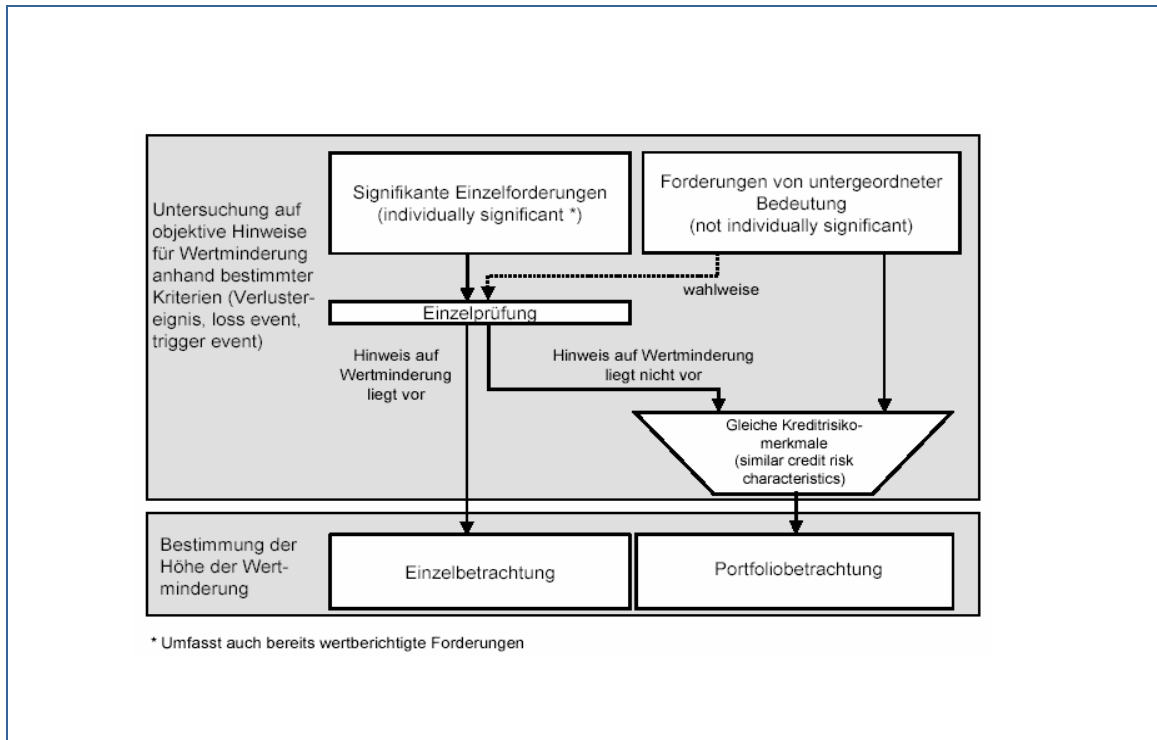 Untersuchung auf
objektive Hinweise
für Wertminderung
anhand bestimmter
Kriterien (Verluster-
eignis, loss event,
trigger event)
Signifikante Einzelforderungen
(individually significant *)
Forderungen von untergeordneter
Bedeutung
(not individually significant)
wahlweise
Einzelprüfung
Hinweis auf
Wertminderung
liegt vor
Hinweis auf Wertminderung
liegt nicht vor
Gleiche Kreditrisiko-
merkmale
(similar credit risk
characteristics)
Bestimmung der
Höhe der Wert-
minderung
Einzelbetrachtung
Portfoliobetrachtung
* Umfasst auch bereits wertberichtigte Forderungen